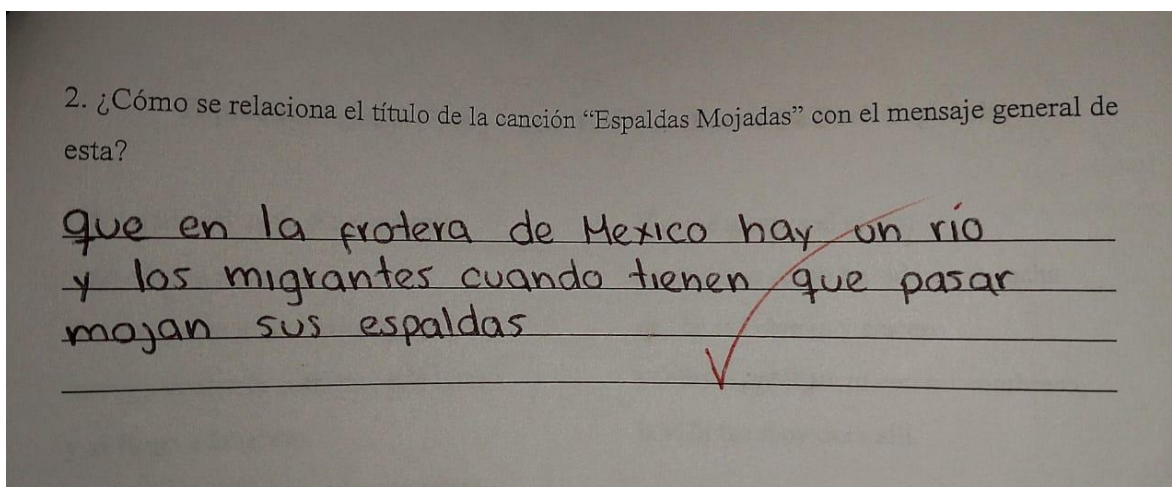 2. ¿Cómo se relaciona el título de la canción “Espaldas Mojadas” con el mensaje general de
esta?
que en la frotera de Mexico hay un río
y los migrantes cuando tienen que pasar
mojan sus espaldas